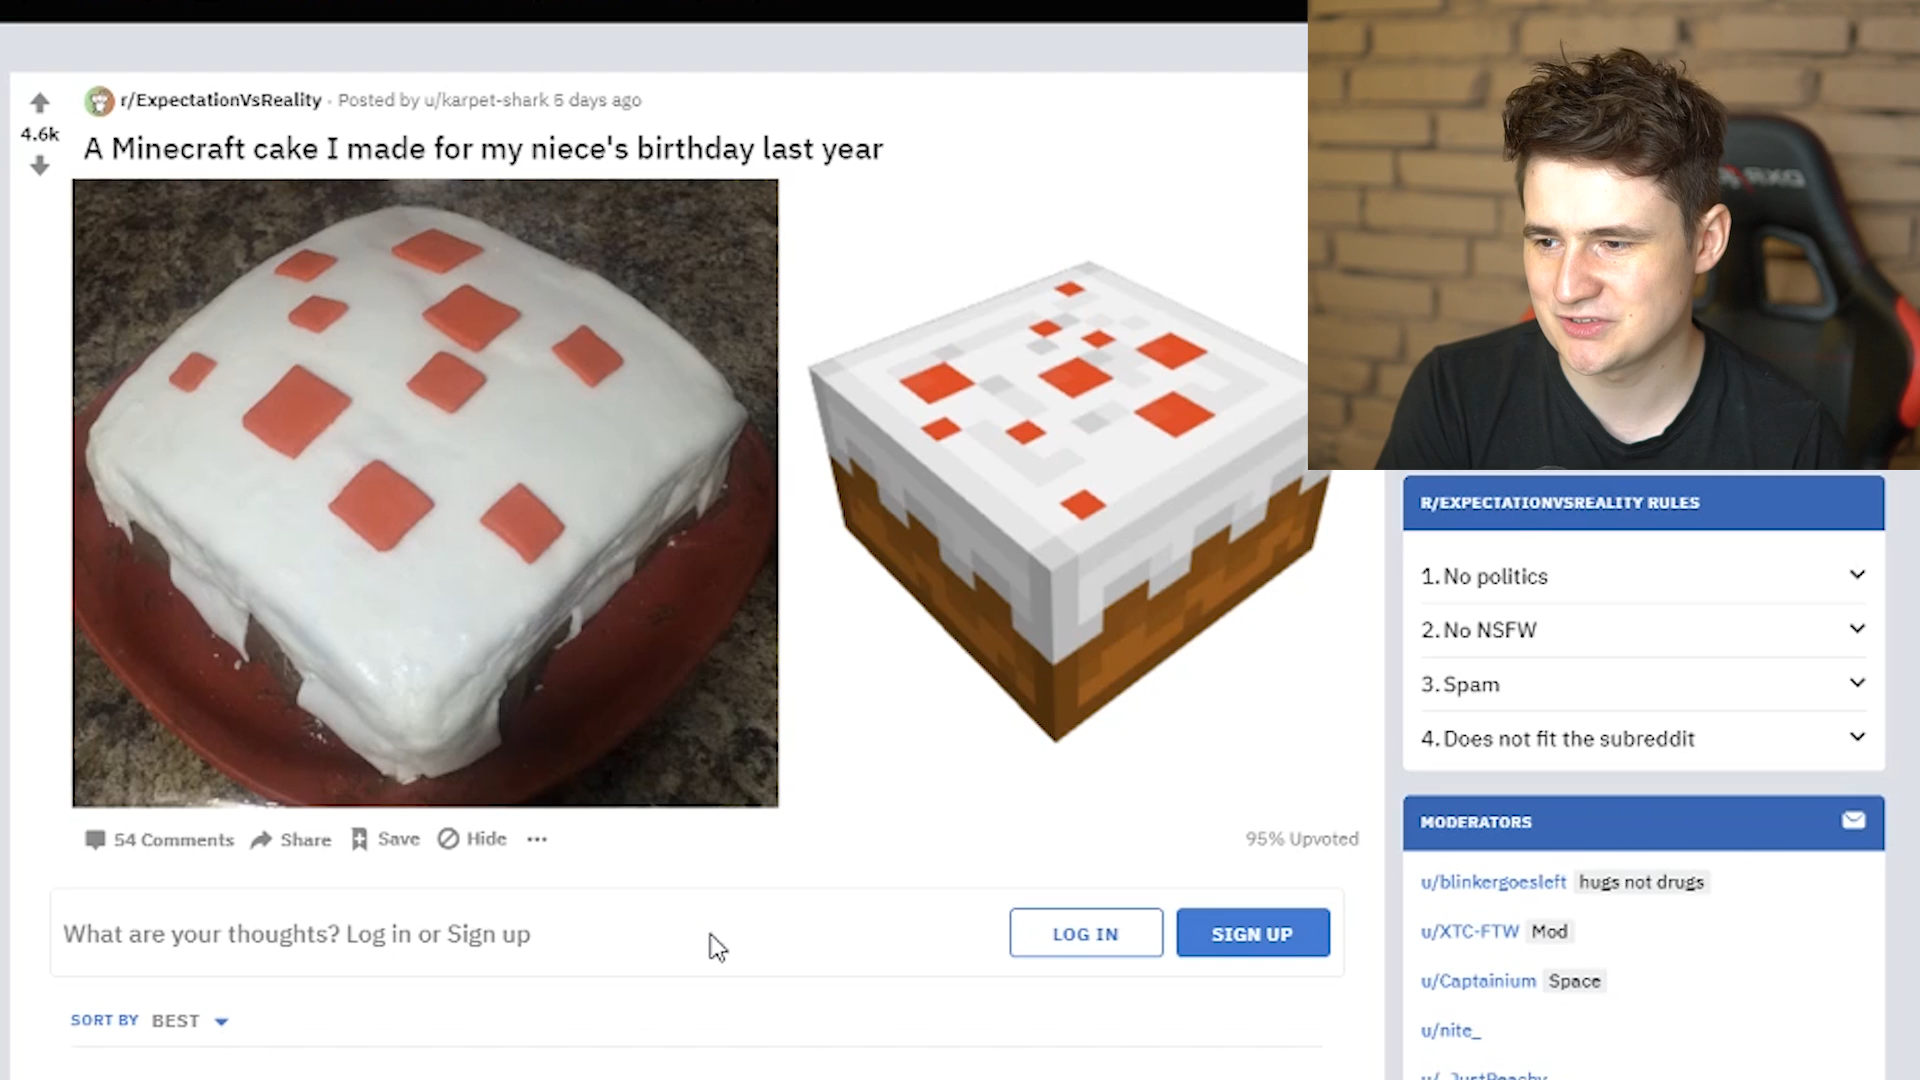 r/ExpectationVsReality · Posted by u/karpet-shark 5 days ago
4.6k
A Minecraft cake I made for my niece's birthday last year
54 Comments Share Save Hide ···
95% Upvoted
What are your thoughts? Log in or Sign up
LOG IN
SIGN UP
SORT BY BEST
R/EXPECTATIONVSREALITY RULES
1. No politics
2. No NSFW
3. Spam
4. Does not fit the subreddit
MODERATORS
u/blinkergoesleft hugs not drugs
u/XTC-FTW Mod
u/Captainium Space
u/nite_